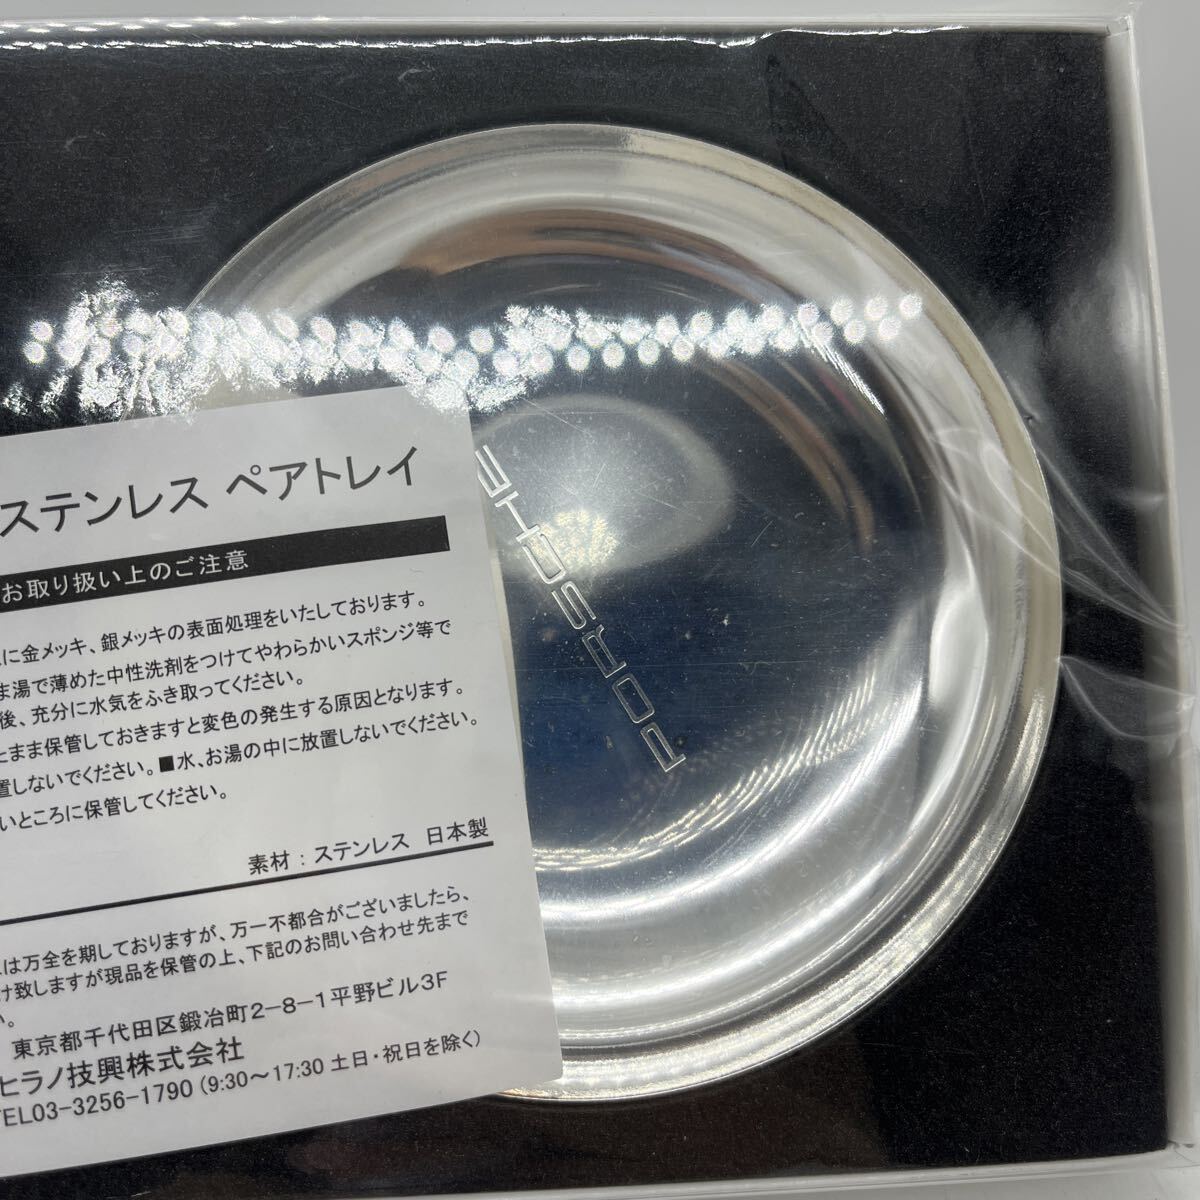 ステンレス ペアトレイ
お取り扱い上のご注意
に金メッキ、銀メッキの表面処理をいたしております。
ま湯で薄めた中性洗剤をつけてやわらかいスポンジ等で
後、充分に水気をふき取ってください。
たまま保管しておきますと変色の発生する原因となります。
置しないでください。■水、お湯の中に放置しないでください。
いところに保管してください。
素材：ステンレス 日本製
は万全を期しておりますが、万一不都合がございましたら、
け致しますが現品を保管の上、下記のお問い合わせ先まで
い。
東京都千代田区鍛冶町2-8-1平野ビル3F
ヒラノ技興株式会社
TEL03-3256-1790(9:30～17:30 土日・祝日を除く)
PORSCHE